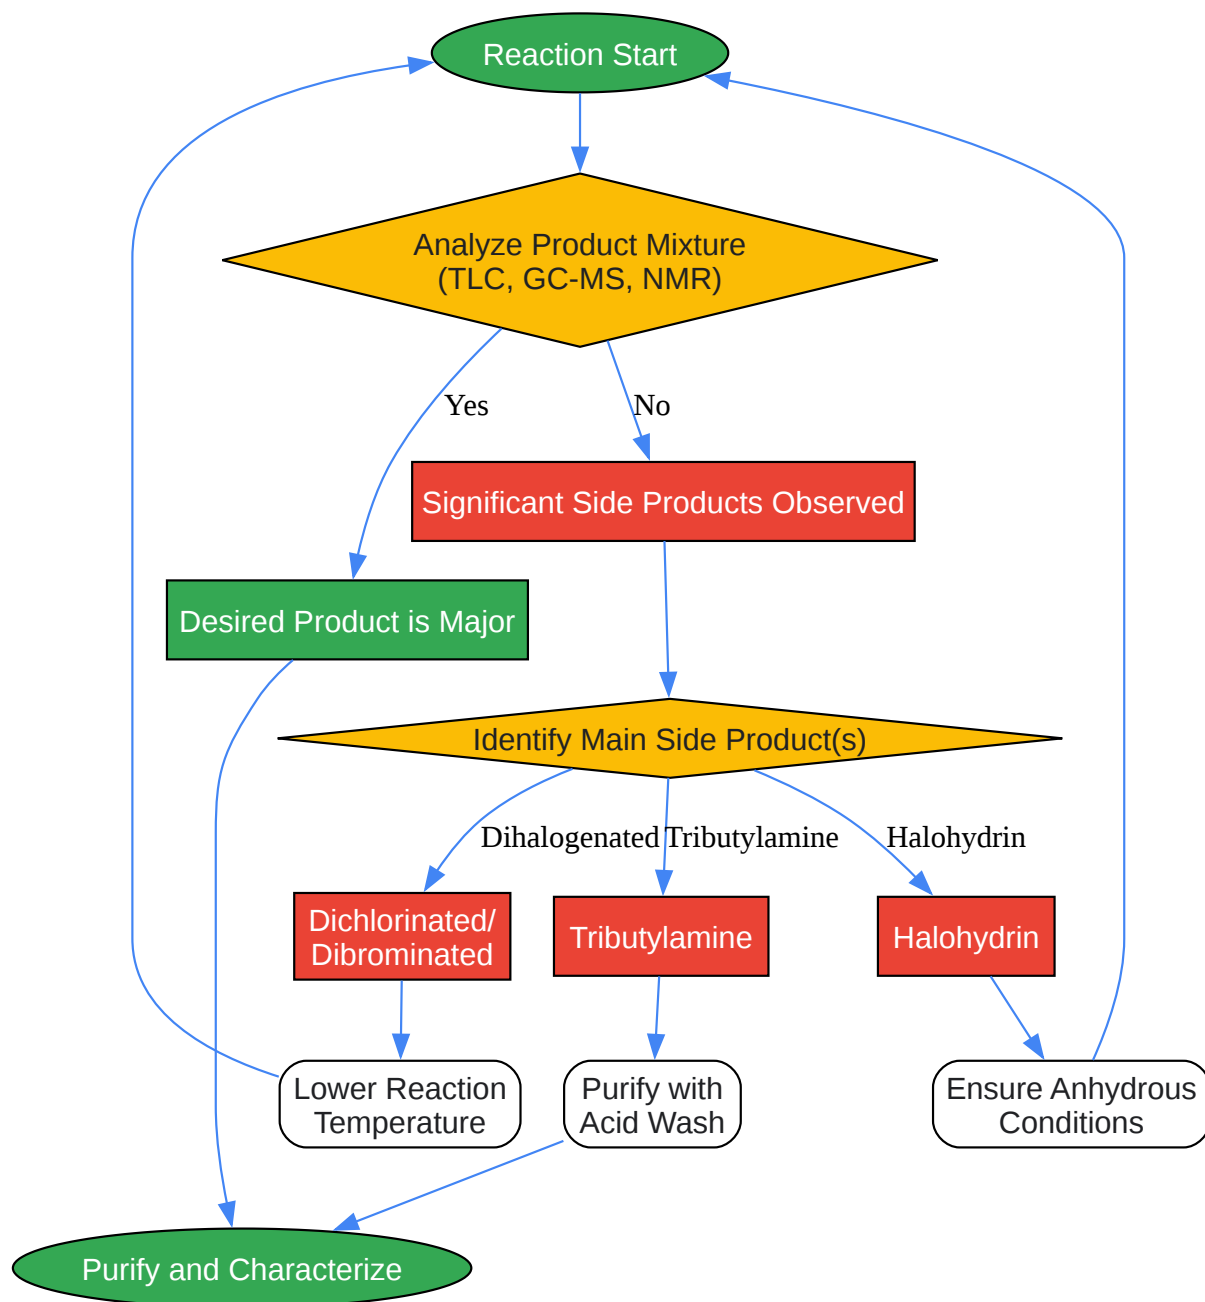 Reaction Start
Analyze Product Mixture
(TLC, GC-MS, NMR)
Yes
No
Significant Side Products Observed
Desired Product is Major
Identify Main Side Product(s)
Dihalogenated
Tributylamine
Halohydrin
Dichlorinated/
Dibrominated
Tributylamine
Halohydrin
Lower Reaction
Temperature
Purify with
Acid Wash
Ensure Anhydrous
Conditions
Purify and Characterize